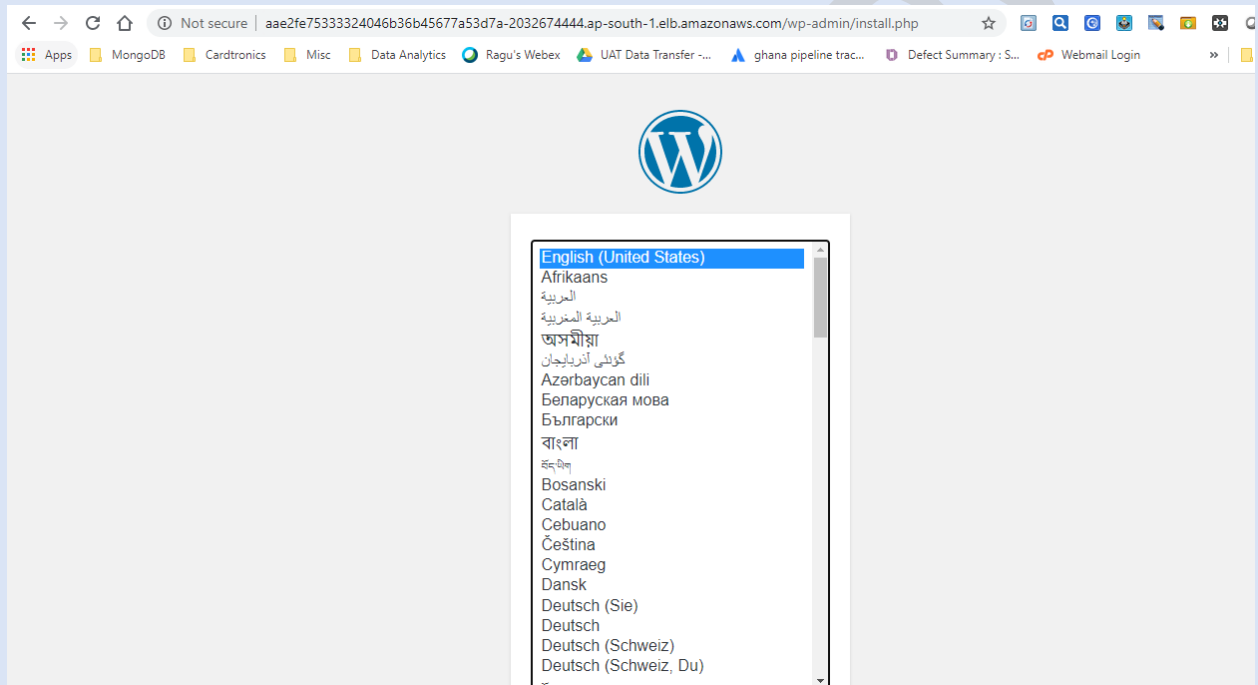 Not secure | aae2fe75333324046b36b45677a53d7a-2032674444.ap-south-1.elb.amazonaws.com/wp-admin/install.php
Apps MongoDB Cardtronics Misc Data Analytics Ragu's Webex UAT Data Transfer -... ghana pipeline trac... Defect Summary : S... Webmail Login »
English (United States)
Afrikaans
العربية
العربية المغربية
অসমীয়া
گؤنئی آذربایجان
Azərbaycan dili
Беларуская мова
Български
বাংলা
བོད་ཡིག
Bosanski
Català
Cebuano
Čeština
Cymraeg
Dansk
Deutsch (Sie)
Deutsch
Deutsch (Schweiz)
Deutsch (Schweiz, Du)